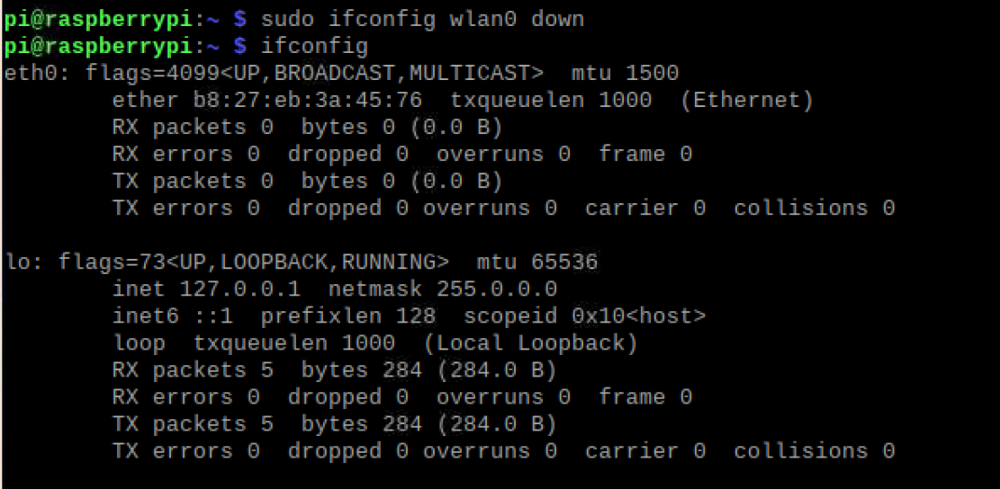 pi@raspberrypi:~ $ sudo ifconfig wlan0 down
pi@raspberrypi:~ $ ifconfig
eth0: flags=4099<UP,BROADCAST,MULTICAST>  mtu 1500
        ether b8:27:eb:3a:45:76  txqueuelen 1000  (Ethernet)
        RX packets 0  bytes 0 (0.0 B)
        RX errors 0  dropped 0  overruns 0  frame 0
        TX packets 0  bytes 0 (0.0 B)
        TX errors 0  dropped 0 overruns 0  carrier 0  collisions 0

lo: flags=73<UP,LOOPBACK,RUNNING>  mtu 65536
        inet 127.0.0.1  netmask 255.0.0.0
        inet6 ::1  prefixlen 128  scopeid 0x10<host>
        loop  txqueuelen 1000  (Local Loopback)
        RX packets 5  bytes 284 (284.0 B)
        RX errors 0  dropped 0  overruns 0  frame 0
        TX packets 5  bytes 284 (284.0 B)
        TX errors 0  dropped 0 overruns 0  carrier 0  collisions 0